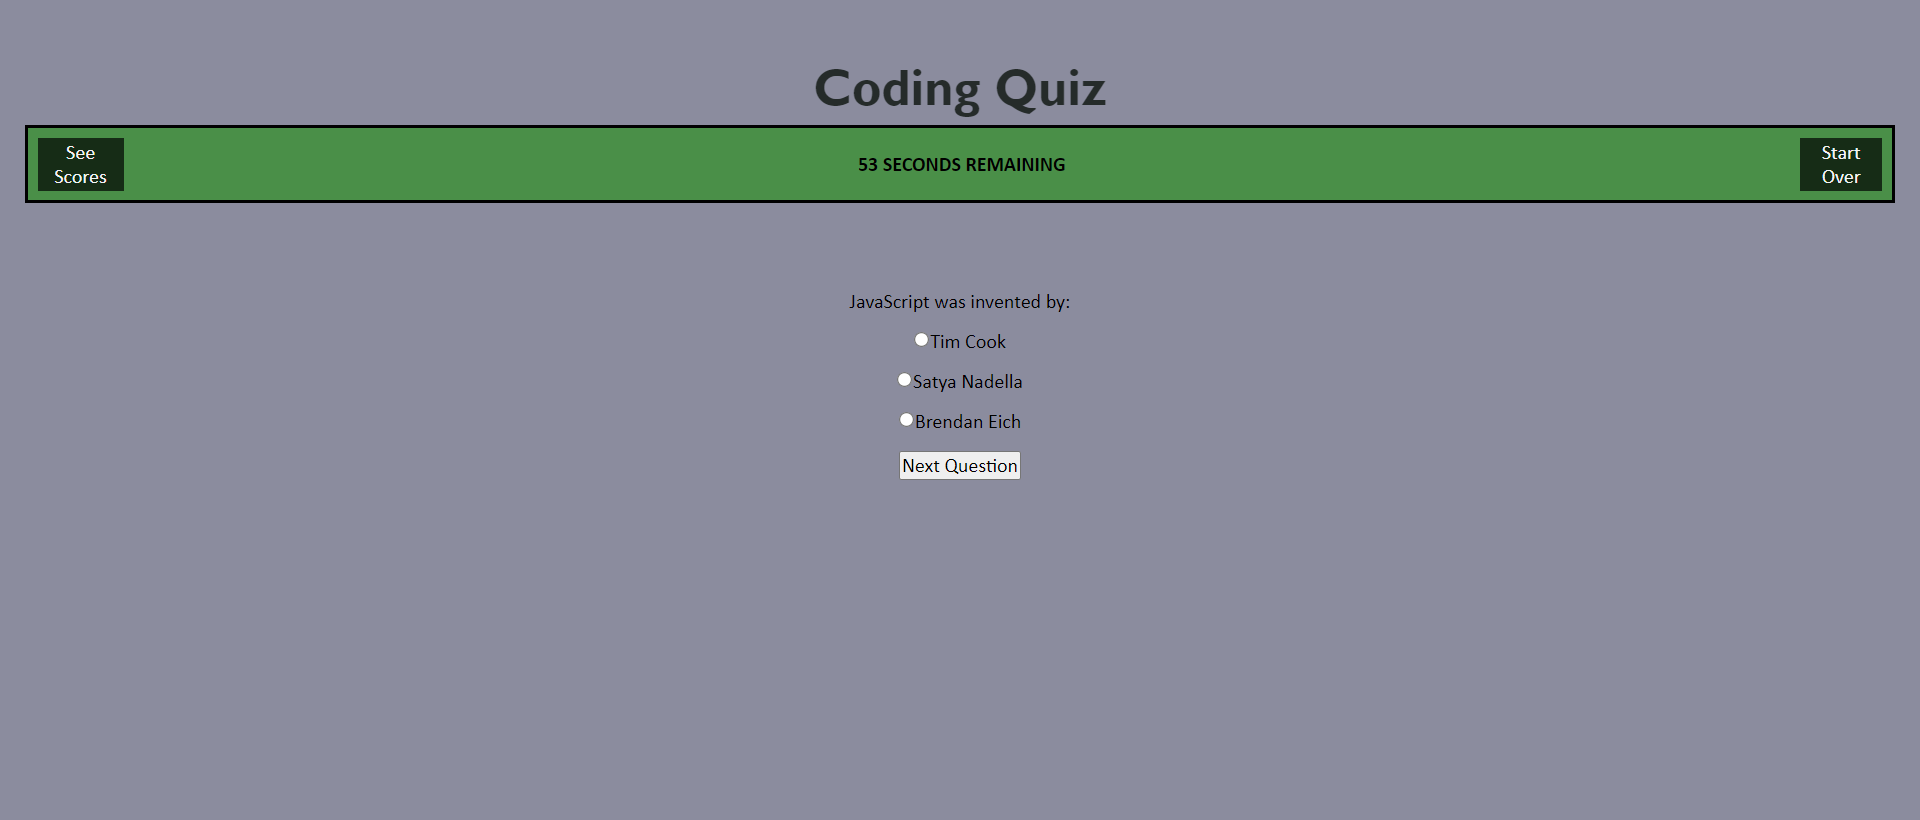 Coding Quiz
See
Scores
53 SECONDS REMAINING
Start
Over
JavaScript was invented by:
Tim Cook
Satya Nadella
Brendan Eich
Next Question